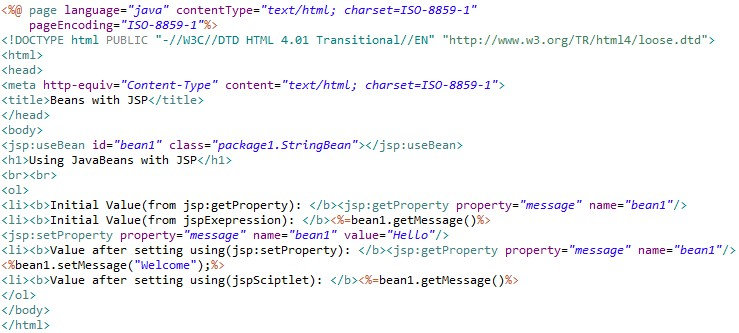 <%@ page language="java" contentType="text/html; charset=ISO-8859-1"
    pageEncoding="ISO-8859-1"%>
<!DOCTYPE html PUBLIC "-//W3C//DTD HTML 4.01 Transitional//EN" "http://www.w3.org/TR/html4/loose.dtd">
<html>
<head>
<meta http-equiv="Content-Type" content="text/html; charset=ISO-8859-1">
<title>Beans with JSP</title>
</head>
<body>
<jsp:useBean id="bean1" class="package1.StringBean"></jsp:useBean>
<h1>Using JavaBeans with JSP</h1>
<br><br>
<ol>
<li><b>Initial Value(from jsp:getProperty): </b><jsp:getProperty property="message" name="bean1"/>
<li><b>Initial Value(from jspExepression): </b><%=bean1.getMessage()%>
<jsp:setProperty property="message" name="bean1" value="Hello"/>
<li><b>Value after setting using(jsp:setProperty): </b><jsp:getProperty property="message" name="bean1"/>
<%bean1.setMessage("Welcome");%>
<li><b>Value after setting using(jspSciptlet): </b><%=bean1.getMessage()%>
</ol>
</body>
</html>